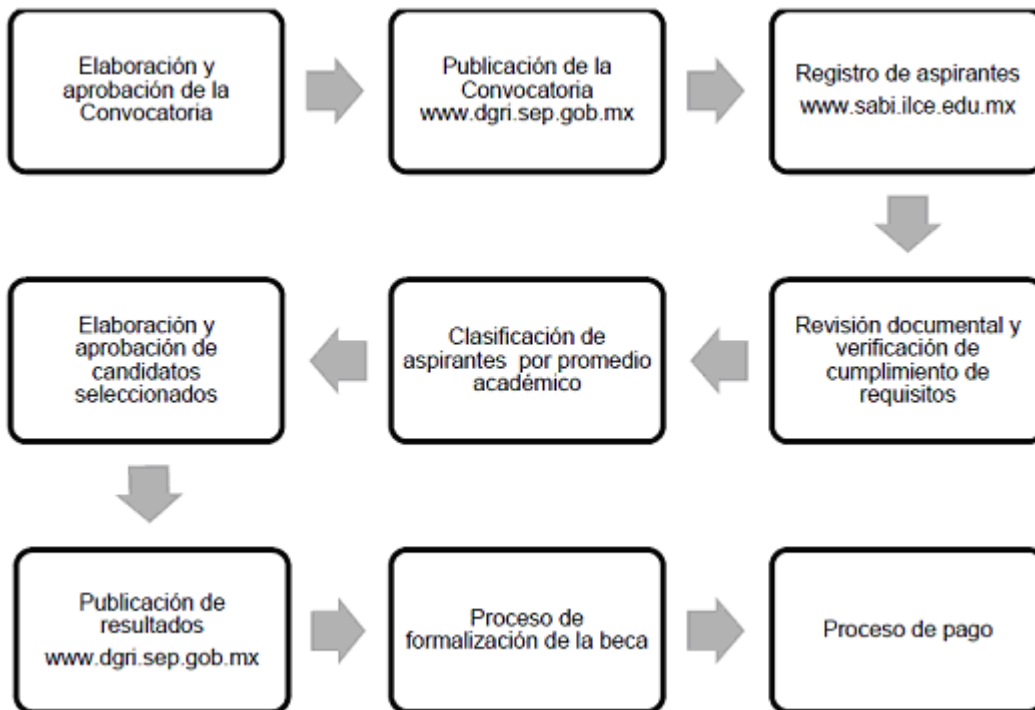 Elaboración y
aprobación de la
Convocatoria
Publicación de la
Convocatoria
www.dgri.sep.gob.mx
Registro de aspirantes
www.sabi.ilce.edu.mx
Revisión documental y
verificación de
cumplimiento de
requisitos
Clasificación de
aspirantes por promedio
académico
Elaboración y
aprobación de
candidatos
seleccionados
Publicación de
resultados
www.dgri.sep.gob.mx
Proceso de
formalización de la beca
Proceso de pago